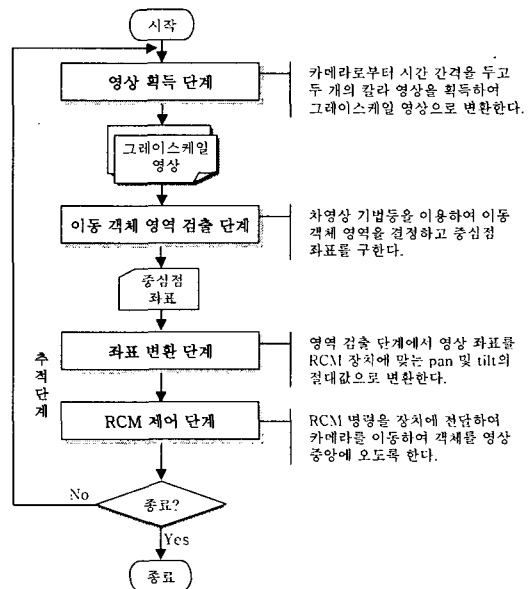 시작
영상 획득 단계
카메라로부터 시간 간격을 두고
두 개의 칼라 영상을 획득하여
그레이스케일 영상으로 변환한다.
그레이스케일
영상
이동 객체 영역 검출 단계
차영상 기법등을 이용하여 이동
객체 영역을 결정하고 중심점
좌표를 구한다.
중심점
좌표
좌표 변환 단계
영역 검출 단계에서 영상 좌표를
RCM 장치에 맞는 pan 및 tilt의
절대값으로 변환한다.
추적단계
RCM 제어 단계
RCM 명령을 장치에 전달하여
카메라를 이동하여 객체를 영상
중앙에 오도록 한다.
No
종료?
Yes
종료